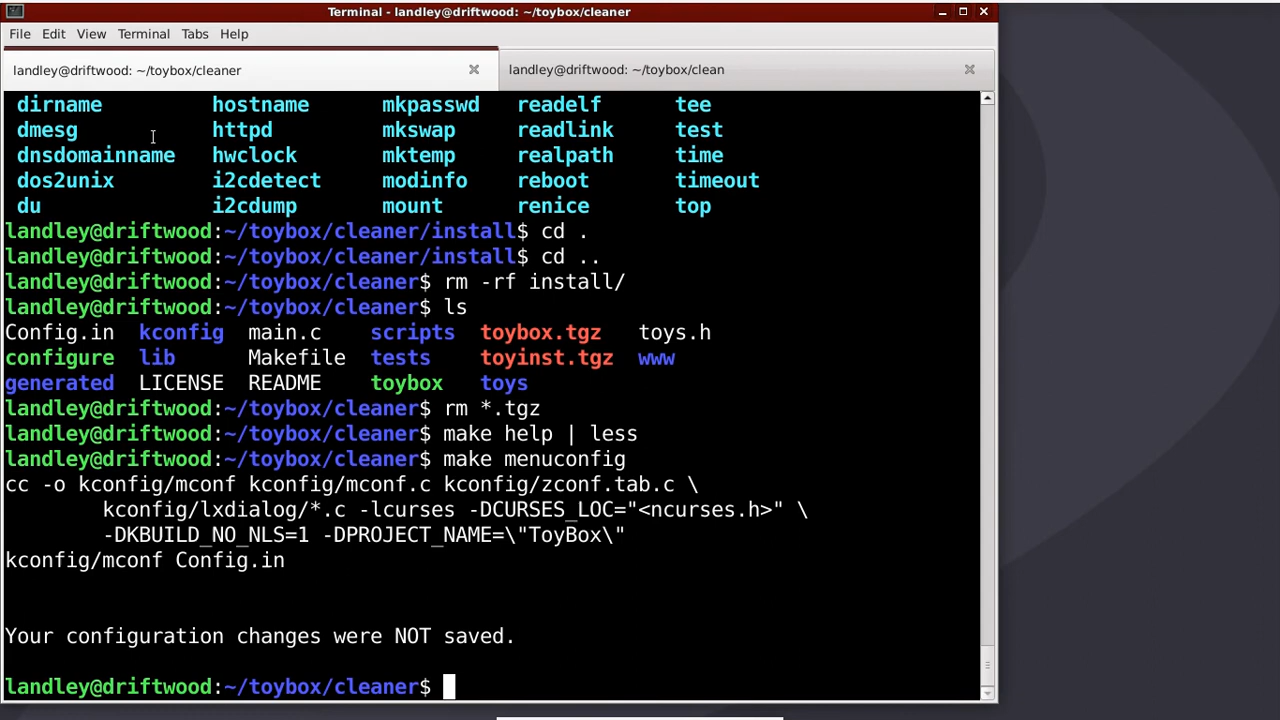 Terminal - landley@driftwood: ~/toybox/cleaner
File Edit View Terminal Tabs Help
landley@driftwood: ~/toybox/cleaner landley@driftwood: ~/toybox/clean
dirname hostname mkpasswd readelf tee
dmesg httpd mkswap readlink test
dnsdomainname hwclock mktemp realpath time
dos2unix i2cdetect modinfo reboot timeout
du i2cdump mount renice top
landley@driftwood:~/toybox/cleaner/install$ cd .
landley@driftwood:~/toybox/cleaner/install$ cd ..
landley@driftwood:~/toybox/cleaner$ rm -rf install/
landley@driftwood:~/toybox/cleaner$ ls
Config.in kconfig main.c scripts toybox.tgz toys.h
configure lib Makefile tests toyinst.tgz www
generated LICENSE README toybox toys
landley@driftwood:~/toybox/cleaner$ rm *.tgz
landley@driftwood:~/toybox/cleaner$ make help | less
landley@driftwood:~/toybox/cleaner$ make menuconfig
cc -o kconfig/mconf kconfig/mconf.c kconfig/zconf.tab.c \
kconfig/lxdialog/*.c -lcurses -DCURSES_LOC="<ncurses.h>" \
-DKBUILD_NO_NLS=1 -DPROJECT_NAME=\"ToyBox\"
kconfig/mconf Config.in
Your configuration changes were NOT saved.
landley@driftwood:~/toybox/cleaner$